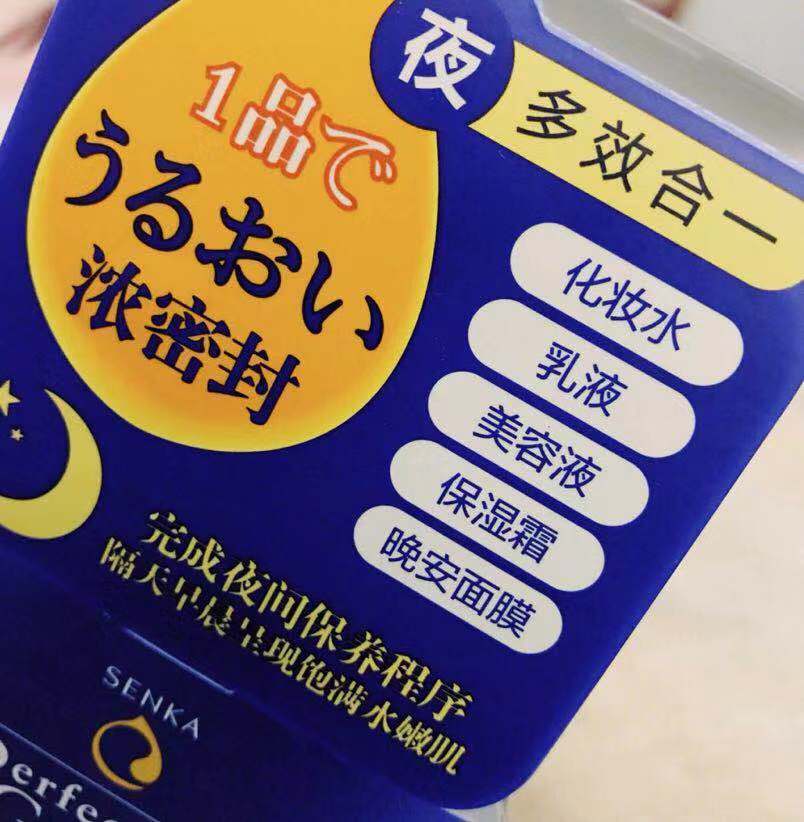 夜
多效合一
1品で
うるおい
浓密封
化妆水
乳液
美容液
保湿霜
晚安面膜
完成夜间保养程序
隔天早晨呈现饱满水嫩肌
SENKA
Perfec